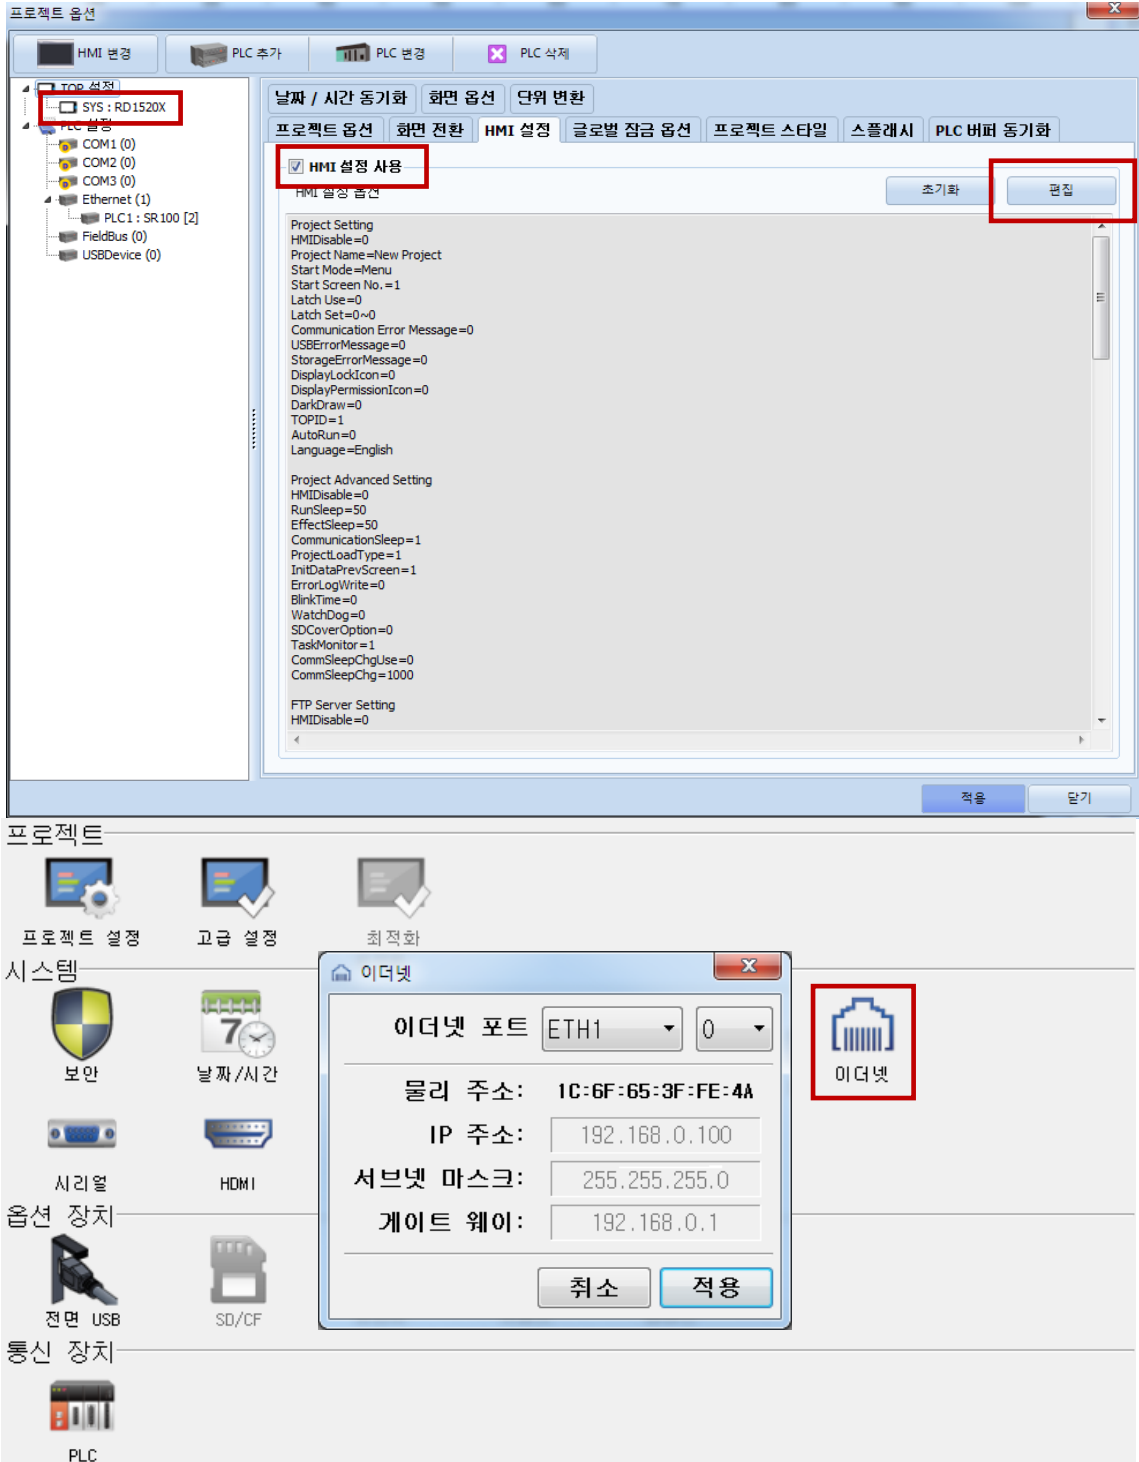 프로젝트 옵션
HMI 변경
PLC 추가
PLC 변경
PLC 삭제
TOP 설정
SYS : RD1520X
PLC 설정
COM1 (0)
COM2 (0)
COM3 (0)
Ethernet (1)
PLC1 : SR100 [2]
FieldBus (0)
USBDevice (0)
날짜 / 시간 동기화 화면 옵션 단위 변환
프로젝트 옵션 화면 전환 HMI 설정 글로벌 잠금 옵션 프로젝트 스타일 스플래시 PLC 버퍼 동기화
HMI 설정 사용
HMI 설정 옵션
초기화
편집
Project Setting
HMIDisable=0
Project Name=New Project
Start Mode=Menu
Start Screen No.=1
Latch Use=0
Latch Set=0~0
Communication Error Message=0
USBErrorMessage=0
StorageErrorMessage=0
DisplayLockIcon=0
DisplayPermissionIcon=0
DarkDraw=0
TOPID=1
AutoRun=0
Language=English
Project Advanced Setting
HMIDisable=0
RunSleep=50
EffectSleep=50
CommunicationSleep=1
ProjectLoadType=1
InitDataPrevScreen=1
ErrorLogWrite=0
BlinkTime=0
WatchDog=0
SDCoverOption=0
TaskMonitor=1
CommSleepChgUse=0
CommSleepChg=1000
FTP Server Setting
HMIDisable=0
적용
닫기
프로젝트
프로젝트 설정
고급 설정
최적화
시스템
보안
날짜/시간
이더넷
시리얼
HDMI
옵션 장치
전면 USB
SD/CF
통신 장치
PLC
이더넷
이더넷 포트 ETH1 0
물리 주소: 1C:6F:65:3F:FE:4A
IP 주소: 192.168.0.100
서브넷 마스크: 255.255.255.0
게이트 웨이: 192.168.0.1
취소
적용